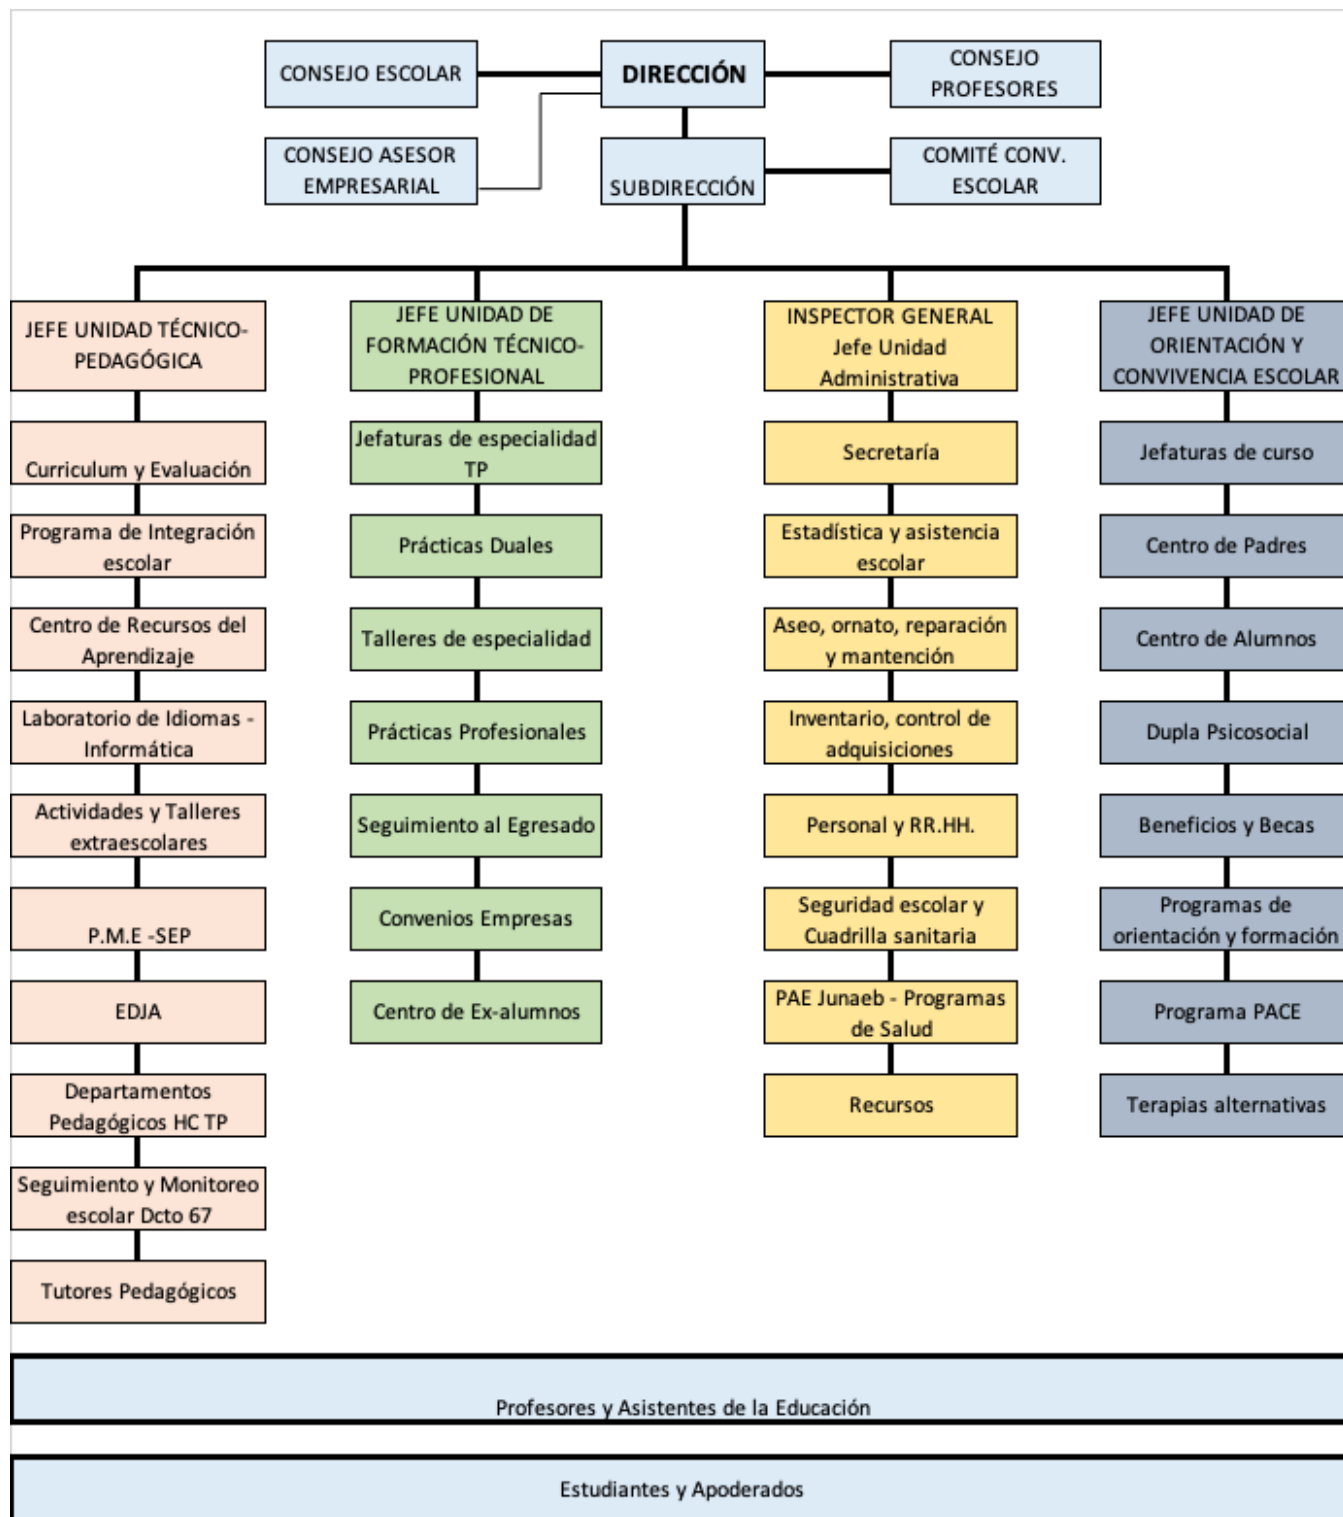 CONSEJO ESCOLAR
DIRECCIÓN
CONSEJO
PROFESORES
CONSEJO ASESOR
EMPRESARIAL
SUBDIRECCIÓN
COMITÉ CONV.
ESCOLAR
JEFE UNIDAD TÉCNICO-
PEDAGÓGICA
JEFE UNIDAD DE
FORMACIÓN TÉCNICO-
PROFESIONAL
INSPECTOR GENERAL
Jefe Unidad
Administrativa
JEFE UNIDAD DE
ORIENTACIÓN Y
CONVIVENCIA ESCOLAR
Curriculum y Evaluación
Jefaturas de especialidad
TP
Secretaría
Jefaturas de curso
Programa de Integración
escolar
Prácticas Duales
Estadística y asistencia
escolar
Centro de Padres
Centro de Recursos del
Aprendizaje
Talleres de especialidad
Aseo, ornato, reparación
y mantención
Centro de Alumnos
Laboratorio de Idiomas -
Informática
Prácticas Profesionales
Inventario, control de
adquisiciones
Dupla Psicosocial
Actividades y Talleres
extraescolares
Seguimiento al Egresado
Personal y RR.HH.
Beneficios y Becas
P.M.E -SEP
Convenios Empresas
Seguridad escolar y
Cuadrilla sanitaria
Programas de
orientación y formación
EDJA
Centro de Ex-alumnos
PAE Junaeb - Programas
de Salud
Programa PACE
Departamentos
Pedagógicos HC TP
Recursos
Terapias alternativas
Seguimiento y Monitoreo
escolar Dcto 67
Tutores Pedagógicos
Profesores y Asistentes de la Educación
Estudiantes y Apoderados